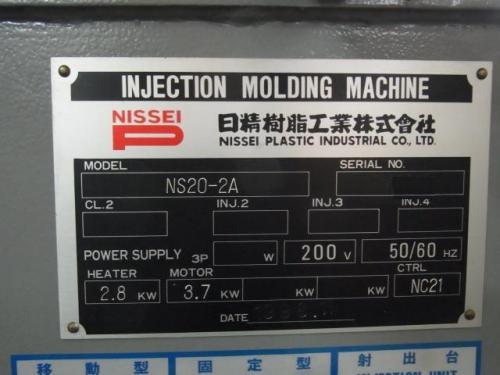 INJECTION MOLDING MACHINE
NISSEI
P
日精樹脂工業株式會社
NISSEI PLASTIC INDUSTRIAL CO., LTD.
MODEL SERIAL NO.
NS20-2A
CL.2 INJ.2 INJ.3 INJ.4
POWER SUPPLY 3P W 200 V 50/60 HZ
HEATER MOTOR CTRL
2.8 KW 3.7 KW KW KW NC21
DATE
移動型 固定型 射出台
INJECTION UNIT